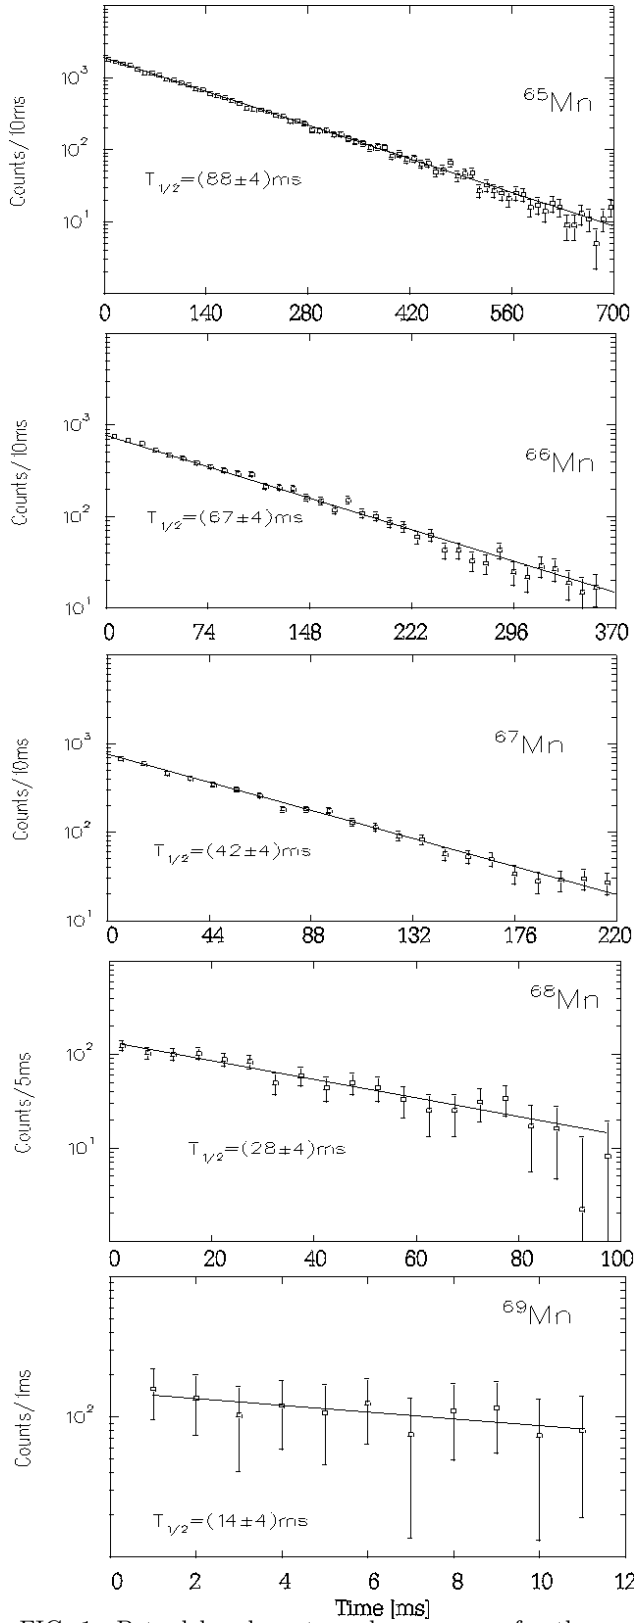 Counts/10ms
10³
10²
10¹
⁶⁵Mn
T₁/₂=(88±4)ms
0 140 280 420 560 700
Counts/10ms
10³
10²
10¹
⁶⁶Mn
T₁/₂=(67±4)ms
0 74 148 222 296 370
Counts/10ms
10³
10²
10¹
⁶⁷Mn
T₁/₂=(42±4)ms
0 44 88 132 176 220
Counts/5ms
10²
10¹
⁶⁸Mn
T₁/₂=(28±4)ms
0 20 40 60 80 100
Counts/1ms
10²
⁶⁹Mn
T₁/₂=(14±4)ms
0 2 4 6 8 10 12
Time [ms]